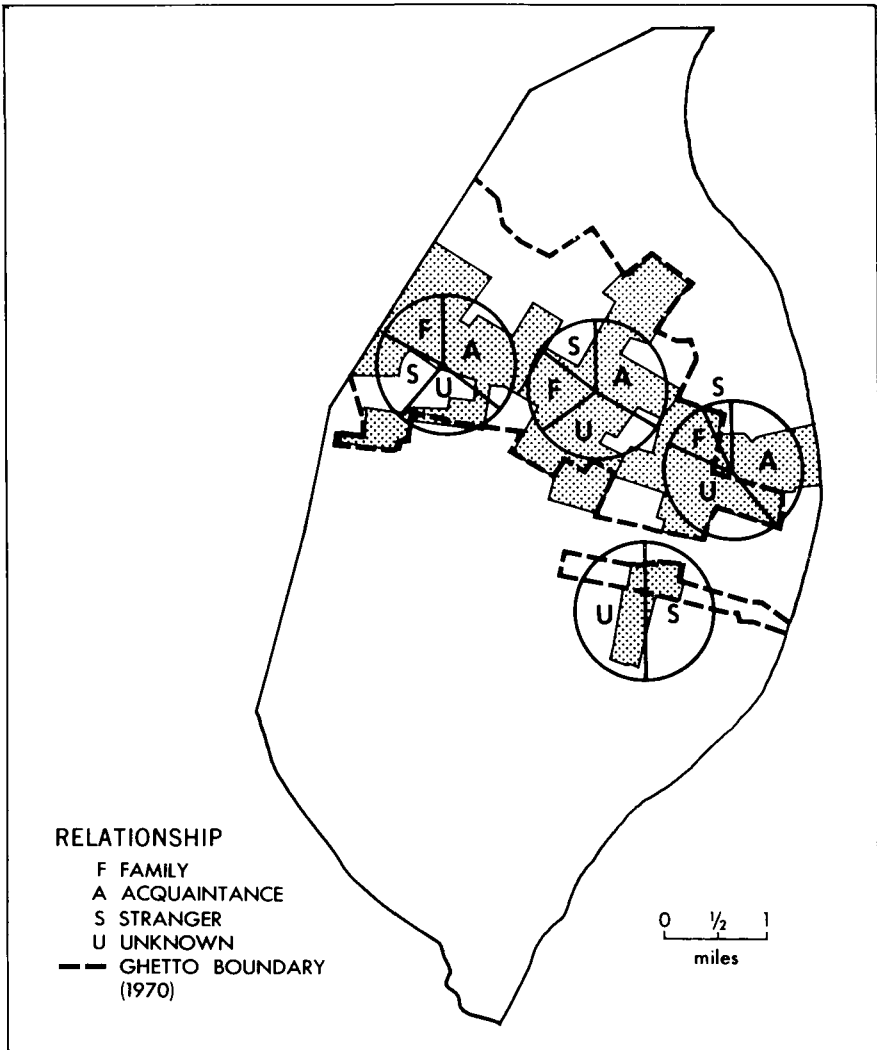 S
F
A
S
A
F
S
U
F
A
U
U
U
S
RELATIONSHIP
F FAMILY
A ACQUAINTANCE
S STRANGER
U UNKNOWN
GHETTO BOUNDARY
(1970)
0 ½ 1
miles